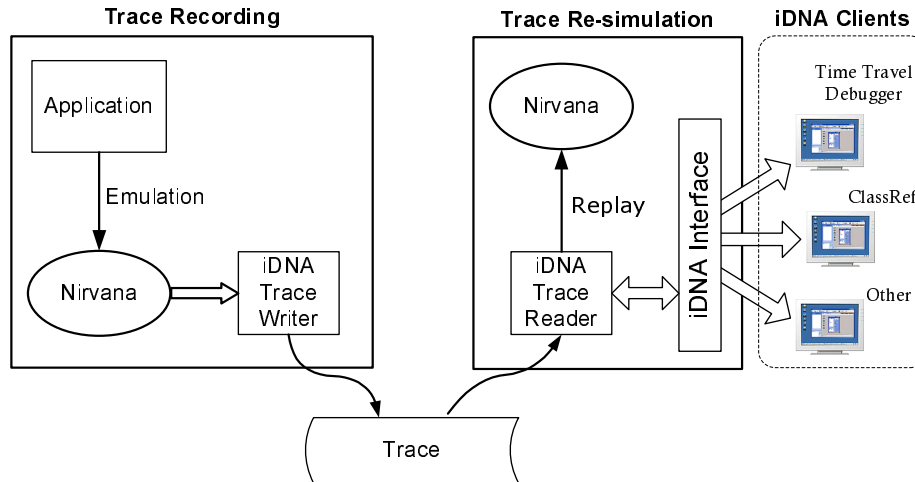 Trace Recording
Application
Emulation
Nirvana
iDNA
Trace
Writer
Trace Re-simulation
Nirvana
Replay
iDNA
Trace
Reader
iDNA Interface
iDNA Clients
Time Travel
Debugger
ClassRef
Other
Trace